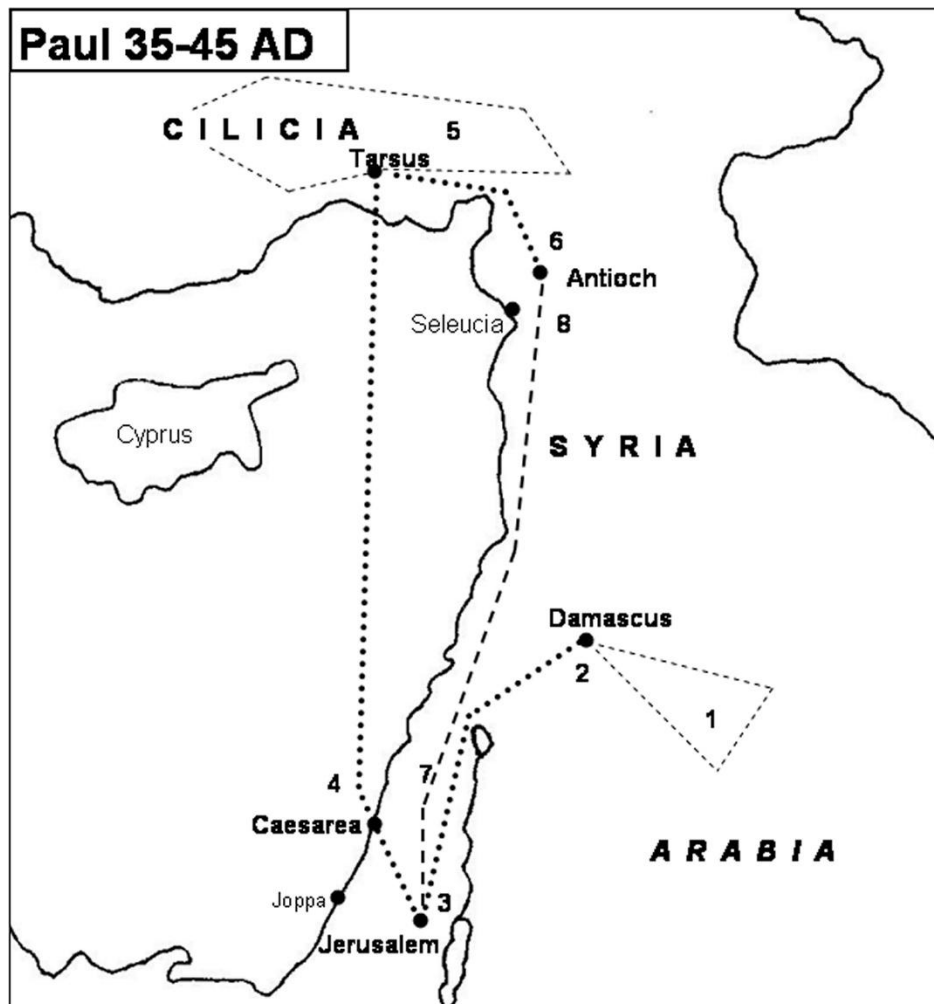 Paul 35-45 AD
CILICIA
5
Tarsus
6
Antioch
Seleucia
8
Cyprus
SYRIA
Damascus
2
1
7
4
Caesarea
ARABIA
Joppa
3
Jerusalem